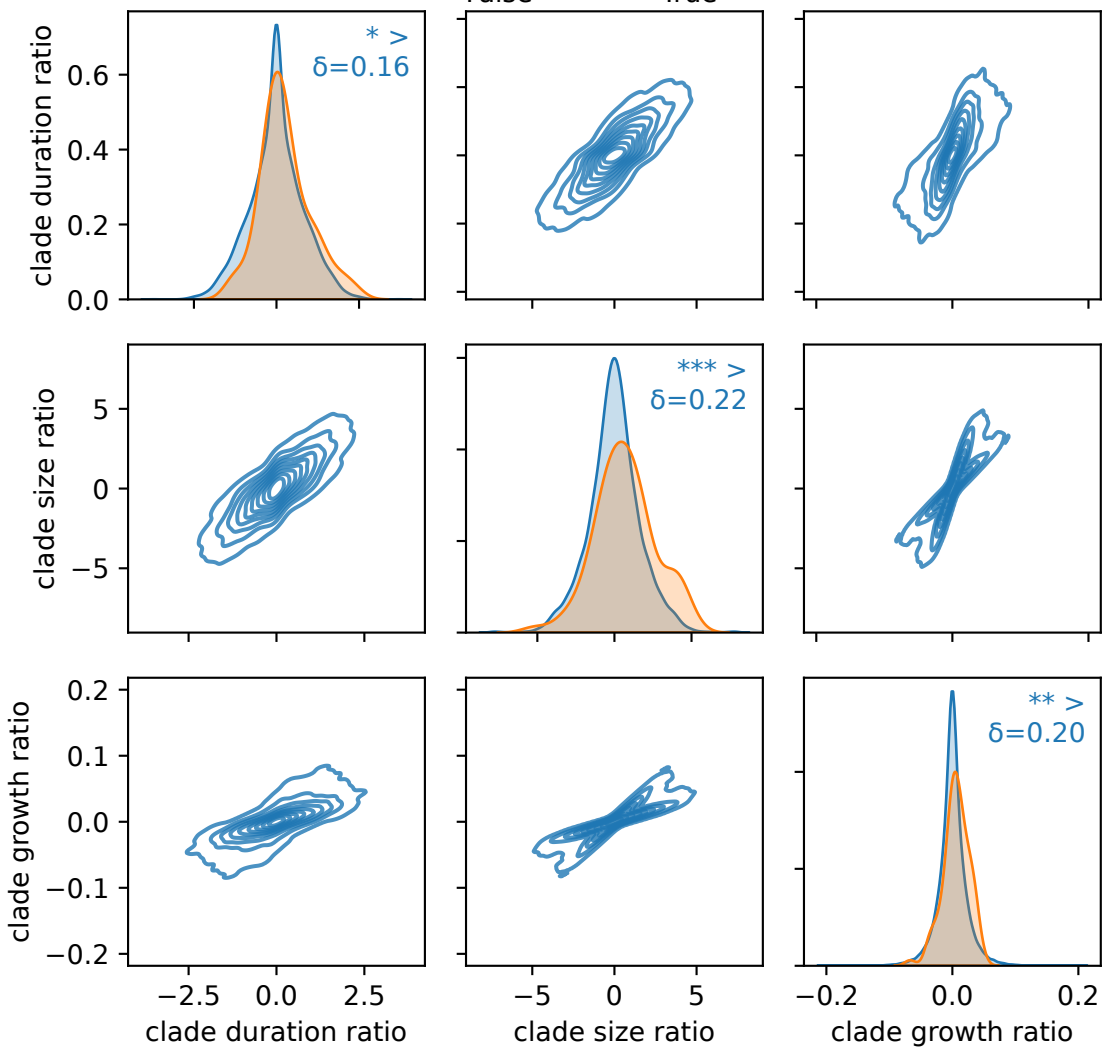 clade duration ratio
0.6
0.4
0.2
0.0
* >
δ=0.16
clade size ratio
5
0
−5
*** >
δ=0.22
clade growth ratio
0.2
0.1
0.0
−0.1
−0.2
** >
δ=0.20
−2.5 0.0 2.5
−5 0 5
−0.2 0.0 0.2
clade duration ratio
clade size ratio
clade growth ratio